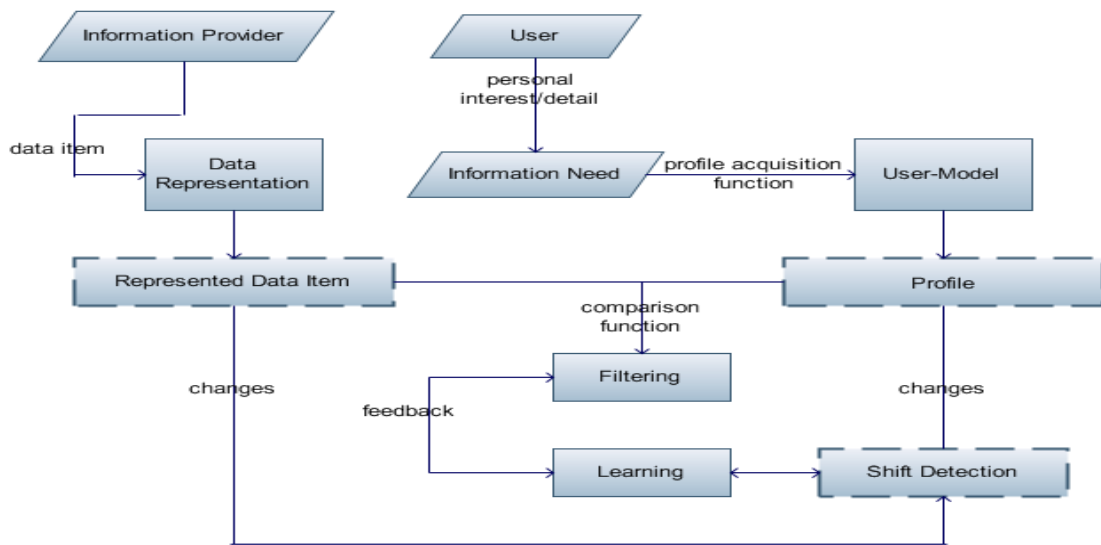 Information Provider
User
personal
interest/detail
data item
Data
Representation
Information Need
profile acquisition
function
User-Model
Represented Data Item
Profile
comparison
function
Filtering
changes
changes
feedback
Learning
Shift Detection